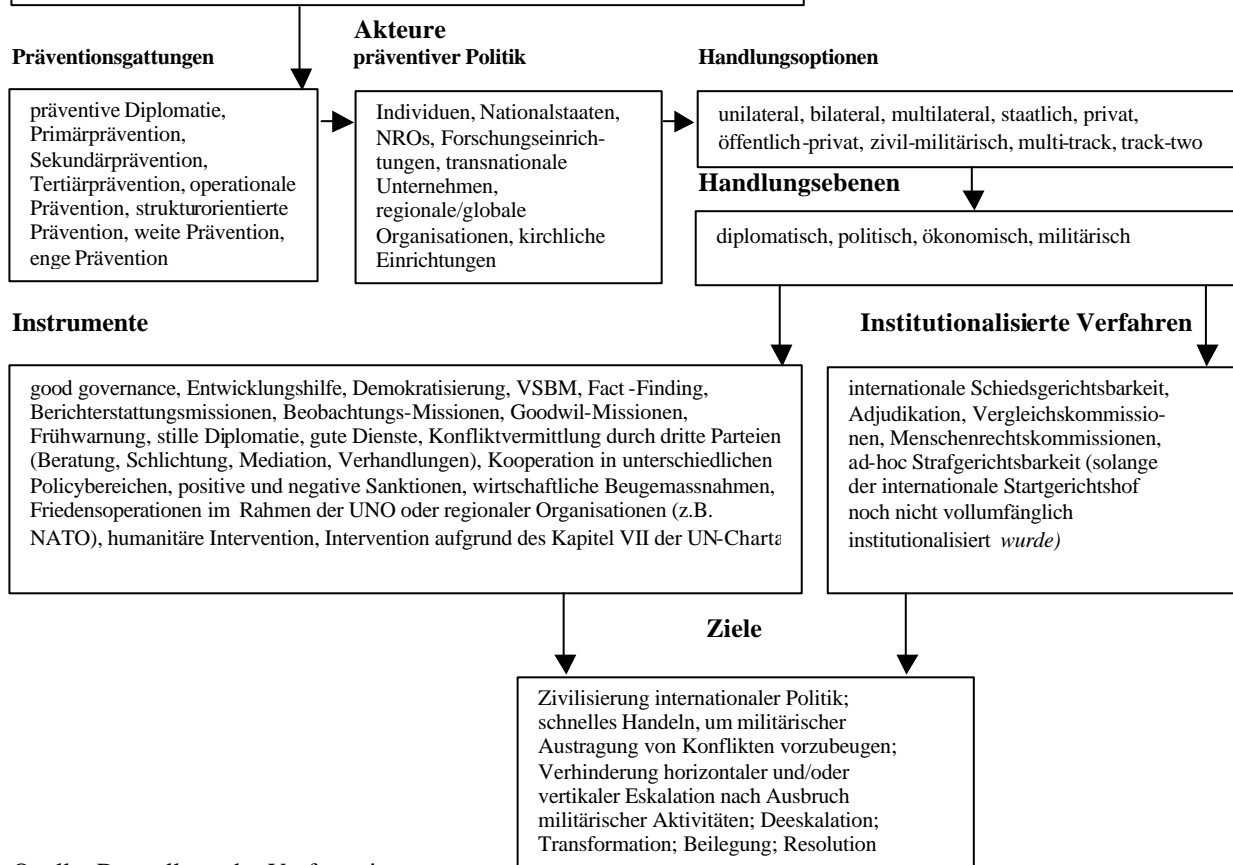 Akteure
Präventionsgattungen
präventiver Politik
Handlungsoptionen
präventive Diplomatie,
Primärprävention,
Sekundärprävention,
Tertiärprävention, operationale
Prävention, strukturorientierte
Prävention, weite Prävention,
enge Prävention
Individuen, Nationalstaaten,
NROs, Forschungseinrich-
tungen, transnationale
Unternehmen,
regionale/globale
Organisationen, kirchliche
Einrichtungen
unilateral, bilateral, multilateral, staatlich, privat,
öffentlich-privat, zivil-militärisch, multi-track, track-two
Handlungsebenen
diplomatisch, politisch, ökonomisch, militärisch
Instrumente
Institutionalisierte Verfahren
good governance, Entwicklungshilfe, Demokratisierung, VSBM, Fact-Finding,
Berichterstattungsmissionen, Beobachtungs-Missionen, Goodwil-Missionen,
Frühwarnung, stille Diplomatie, gute Dienste, Konfliktvermittlung durch dritte Parteien
(Beratung, Schlichtung, Mediation, Verhandlungen), Kooperation in unterschiedlichen
Policybereichen, positive und negative Sanktionen, wirtschaftliche Beugemassnahmen,
Friedensoperationen im Rahmen der UNO oder regionaler Organisationen (z.B.
NATO), humanitäre Intervention, Intervention aufgrund des Kapitel VII der UN-Charta
internationale Schiedsgerichtsbarkeit,
Adjudikation, Vergleichskommissio-
nen, Menschenrechtskommissionen,
ad-hoc Strafgerichtsbarkeit (solange
der internationale Startgerichtshof
noch nicht vollumfänglich
institutionalisiert wurde)
Ziele
Zivilisierung internationaler Politik;
schnelles Handeln, um militärischer
Austragung von Konflikten vorzubeugen;
Verhinderung horizontaler und/oder
vertikaler Eskalation nach Ausbruch
militärischer Aktivitäten; Deeskalation;
Transformation; Beilegung; Resolution